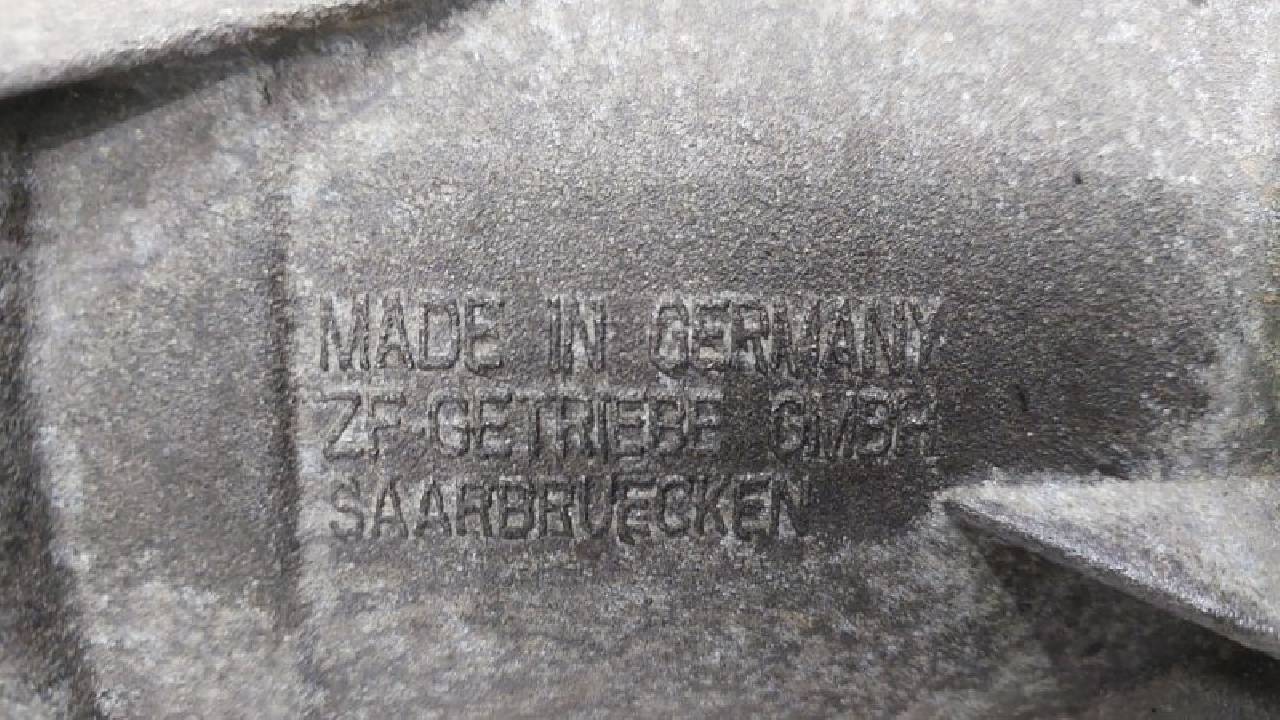 MADE IN GERMANY
ZF-GETRIEBE GMBH
SAARBRUECKEN